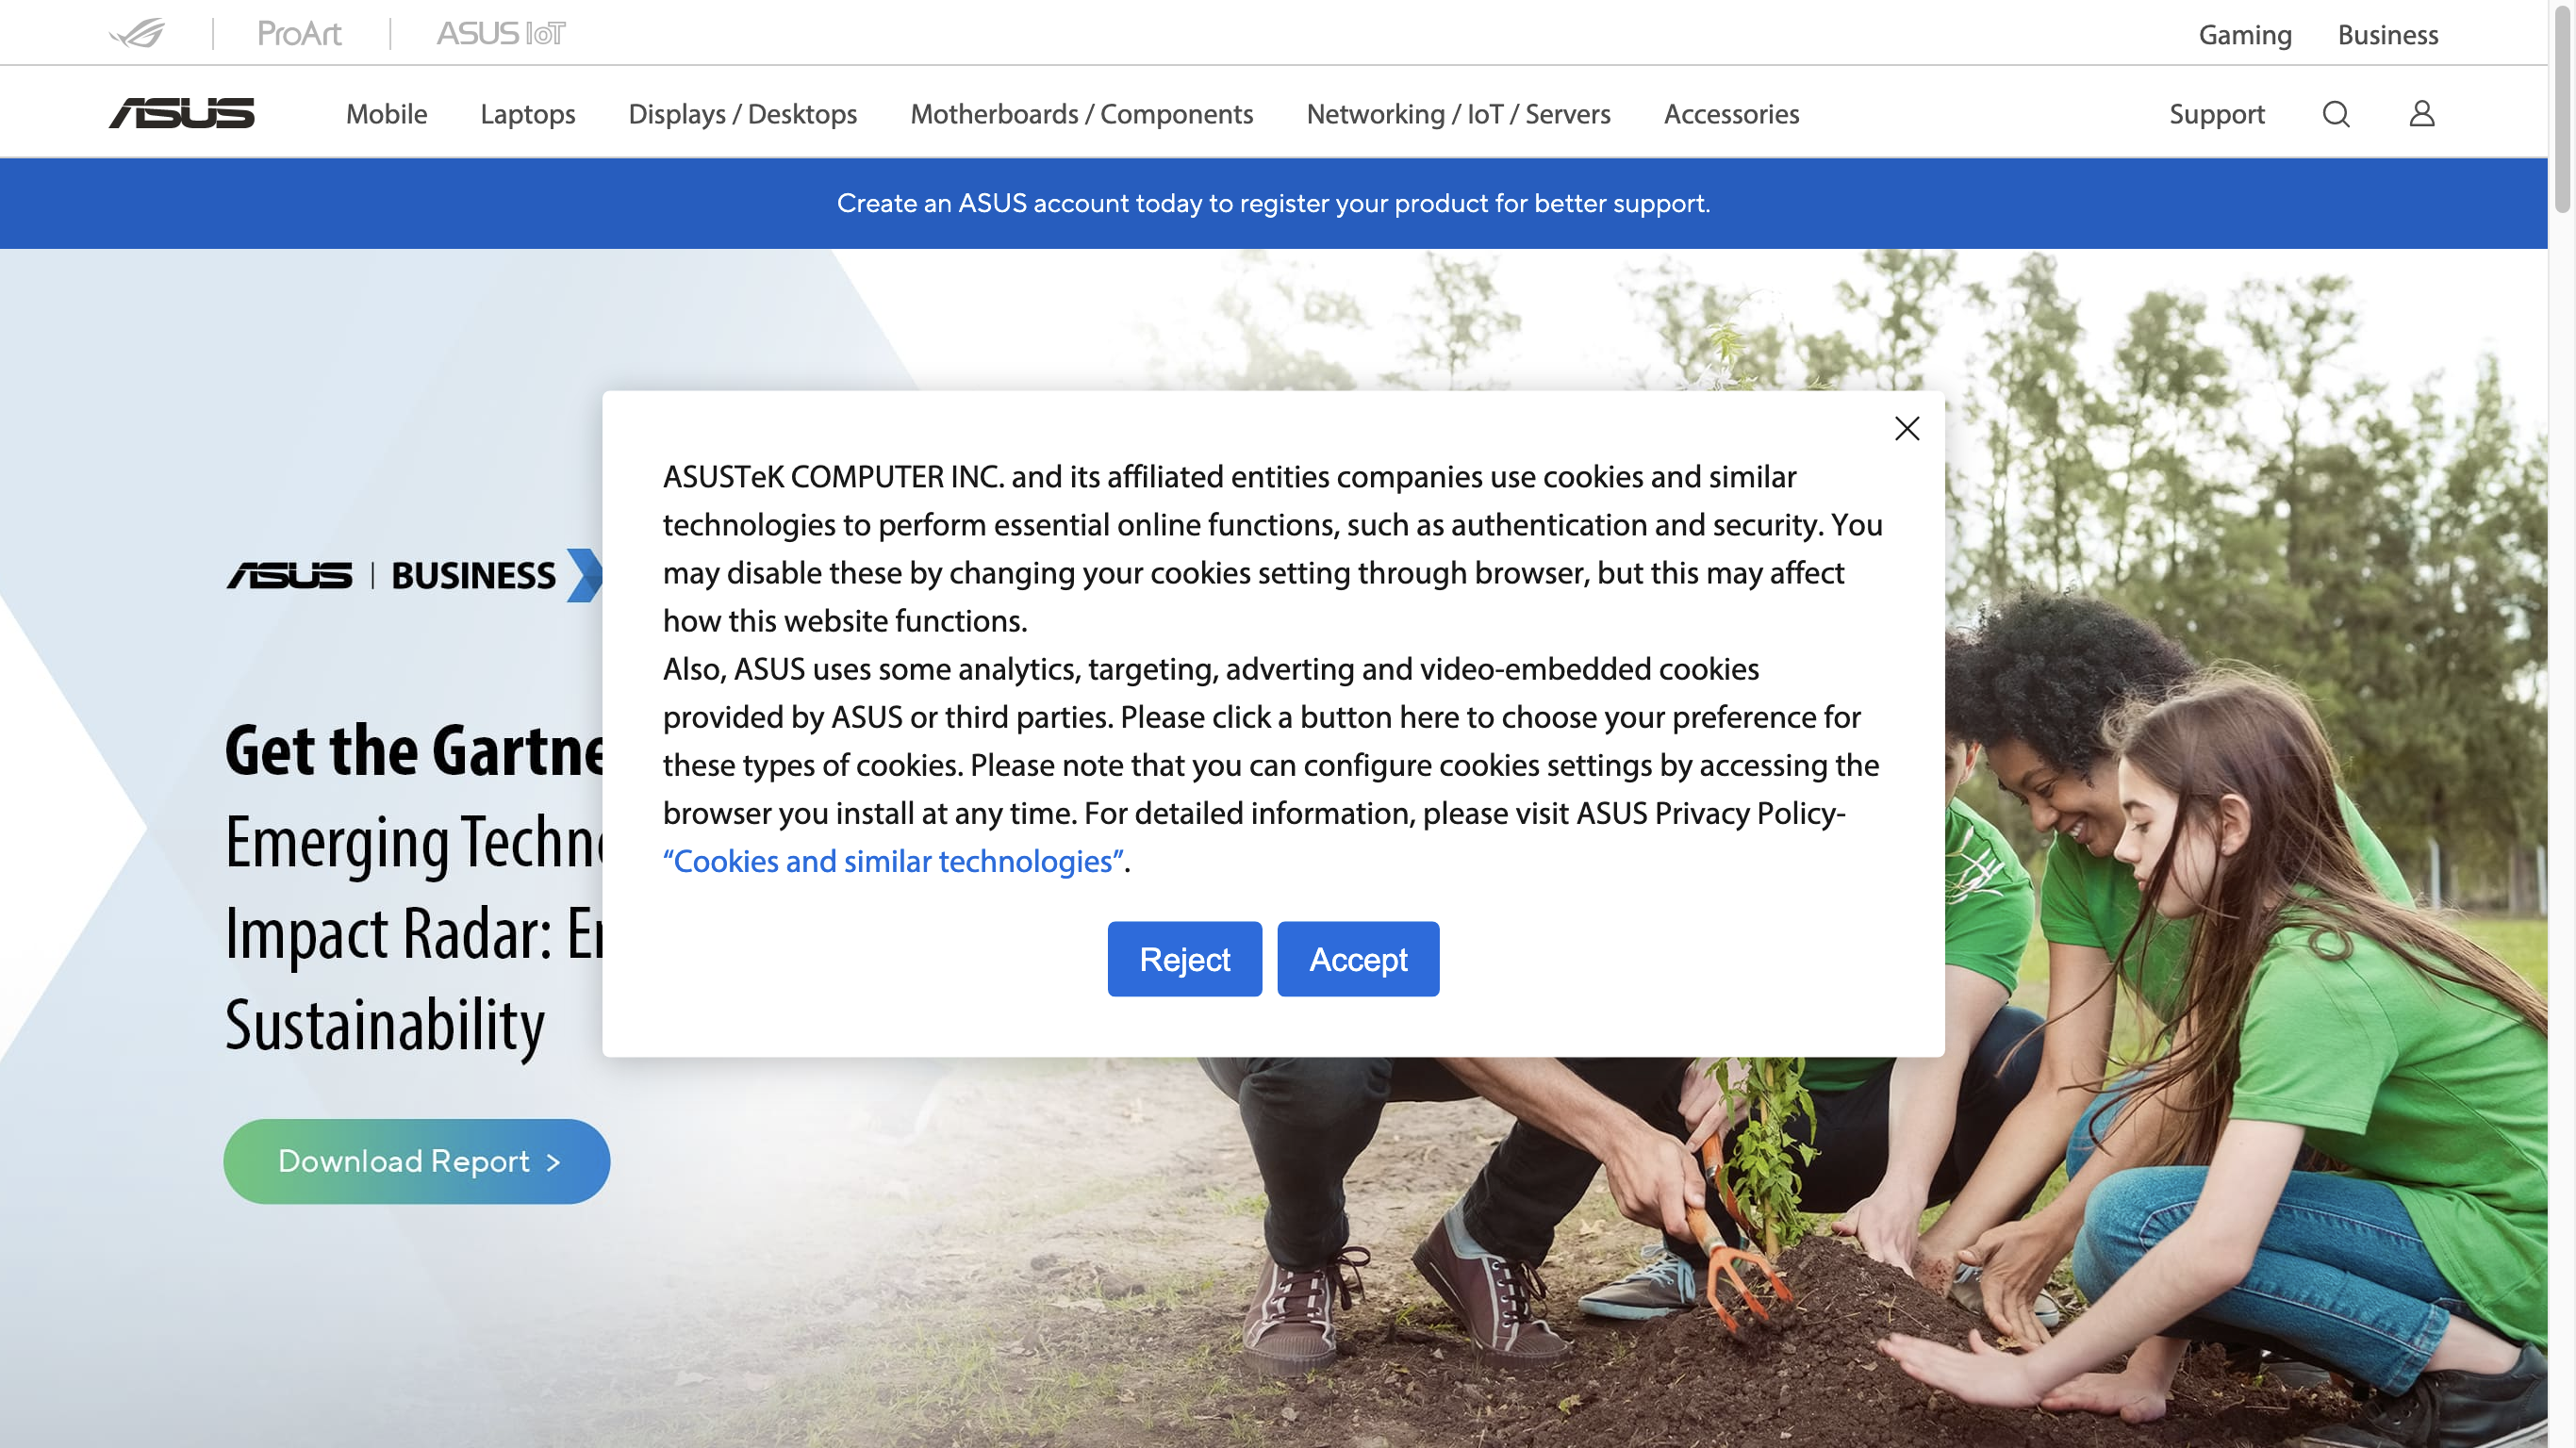 ProArt
ASUS IoT
Gaming
Business
ASUS
Mobile
Laptops
Displays / Desktops
Motherboards / Components
Networking / IoT / Servers
Accessories
Support
Create an ASUS account today to register your product for better support.
ASUS | BUSINESS
Get the Gartne
Emerging Techno
Impact Radar: En
Sustainability
Download Report >
ASUSTeK COMPUTER INC. and its affiliated entities companies use cookies and similar
technologies to perform essential online functions, such as authentication and security. You
may disable these by changing your cookies setting through browser, but this may affect
how this website functions.
Also, ASUS uses some analytics, targeting, adverting and video-embedded cookies
provided by ASUS or third parties. Please click a button here to choose your preference for
these types of cookies. Please note that you can configure cookies settings by accessing the
browser you install at any time. For detailed information, please visit ASUS Privacy Policy-
“Cookies and similar technologies”.
Reject
Accept